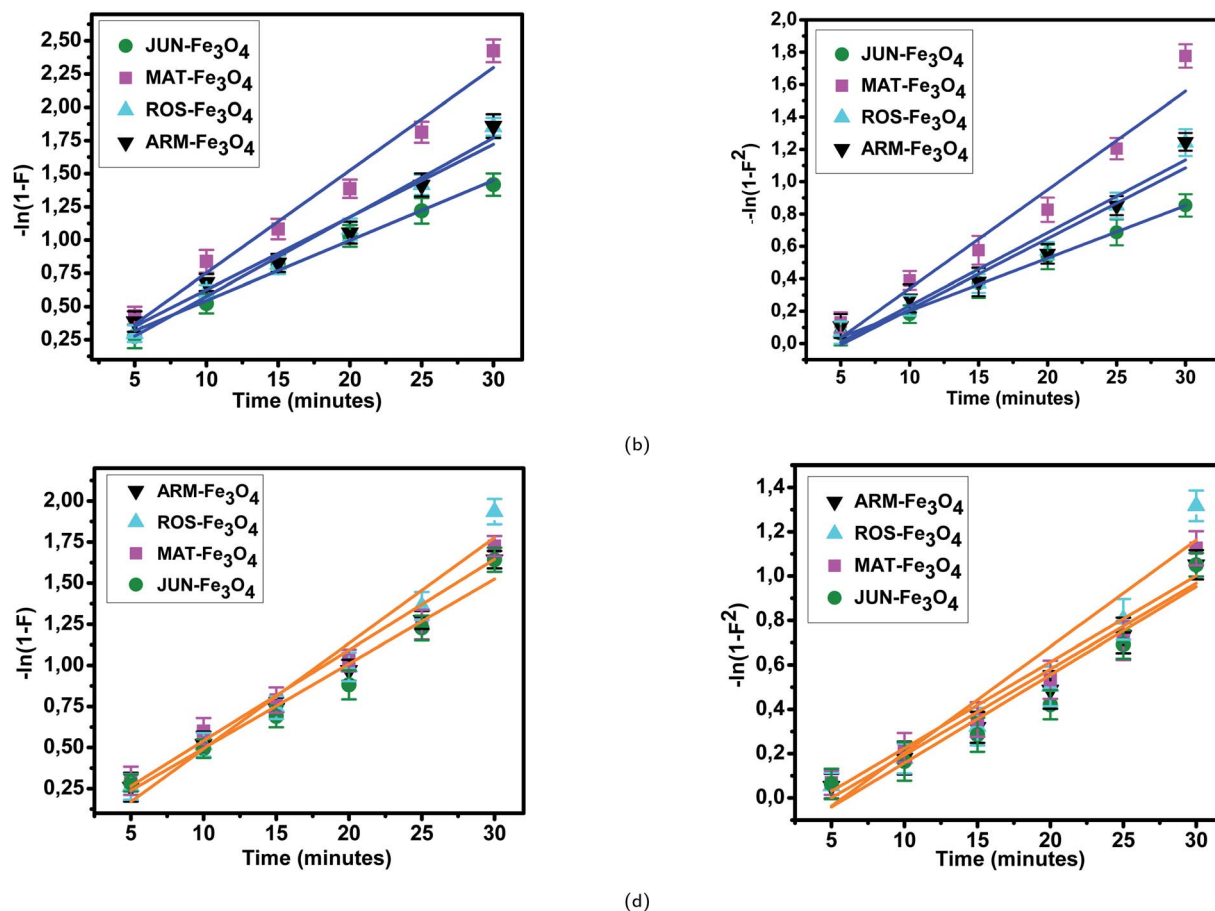 -ln(1-F)
2,50
2,25
2,00
1,75
1,50
1,25
1,00
0,75
0,50
0,25
JUN-Fe3O4
MAT-Fe3O4
ROS-Fe3O4
ARM-Fe3O4
5 10 15 20 25 30
Time (minutes)
--ln(1-F2)
2,0
1,8
1,6
1,4
1,2
1,0
0,8
0,6
0,4
0,2
0,0
JUN-Fe3O4
MAT-Fe3O4
ROS-Fe3O4
ARM-Fe3O4
5 10 15 20 25 30
Time (minutes)
(b)
-ln(1-F)
2,00
1,75
1,50
1,25
1,00
0,75
0,50
0,25
ARM-Fe3O4
ROS-Fe3O4
MAT-Fe3O4
JUN-Fe3O4
5 10 15 20 25 30
Time (minutes)
-ln(1-F2)
1,4
1,2
1,0
0,8
0,6
0,4
0,2
0,0
ARM-Fe3O4
ROS-Fe3O4
MAT-Fe3O4
JUN-Fe3O4
5 10 15 20 25 30
Time (minutes)
(d)